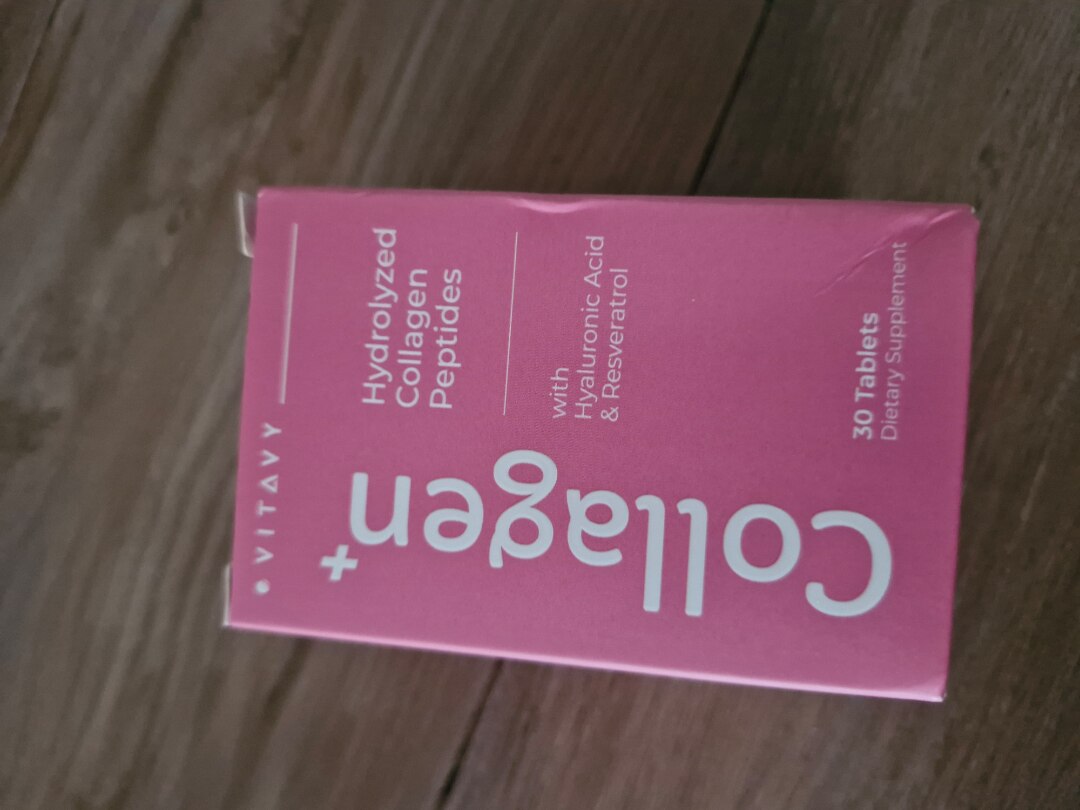 VITAVY
Collagen+
Hydrolyzed
Collagen
Peptides
with
Hyaluronic Acid
& Resveratrol
30 Tablets
Dietary Supplement